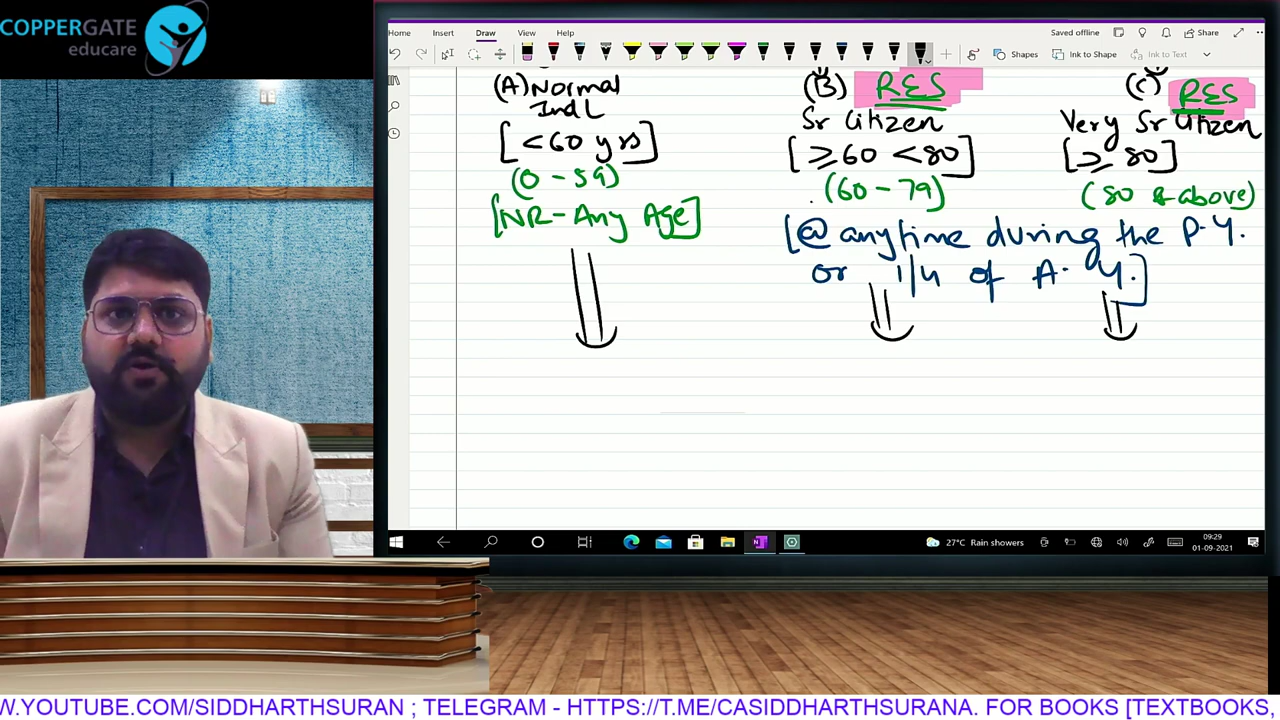 COPPERGATE
educare
Home Insert Draw View Help
Saved offline Share
Shapes Ink to Shape Ink to Text
(A) Normal
Indl
[<60 yrs]
(0-59)
[NR-Any Age]
(B) RES
Sr Citizen
[≥60 <80]
(60-79)
(C) RES
Very Sr Citizen
[≥ 80]
(80 & above)
[@ anytime during the P.Y.
or 1/4 of A.Y.]
27°C Rain showers
09:29
01-09-2021
W.YOUTUBE.COM/SIDDHARTHSURAN ; TELEGRAM - HTTPS://T.ME/CASIDDHARTHSURANA. FOR BOOKS [TEXTBOOKS,